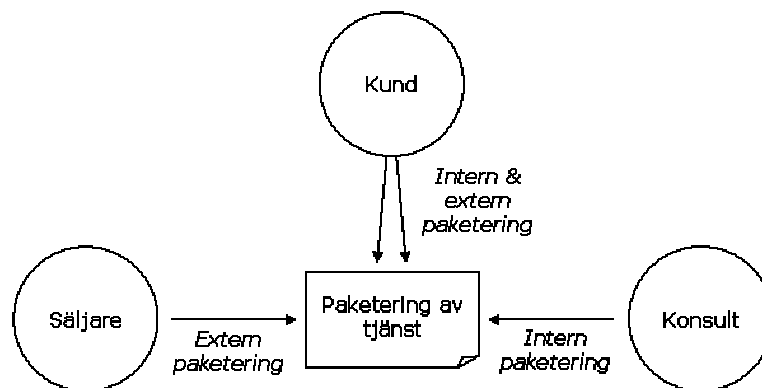 Kund
Intern &
extern
paketering
Säljare
Extern
paketering
Paketering av
tjänst
Intern
paketering
Konsult